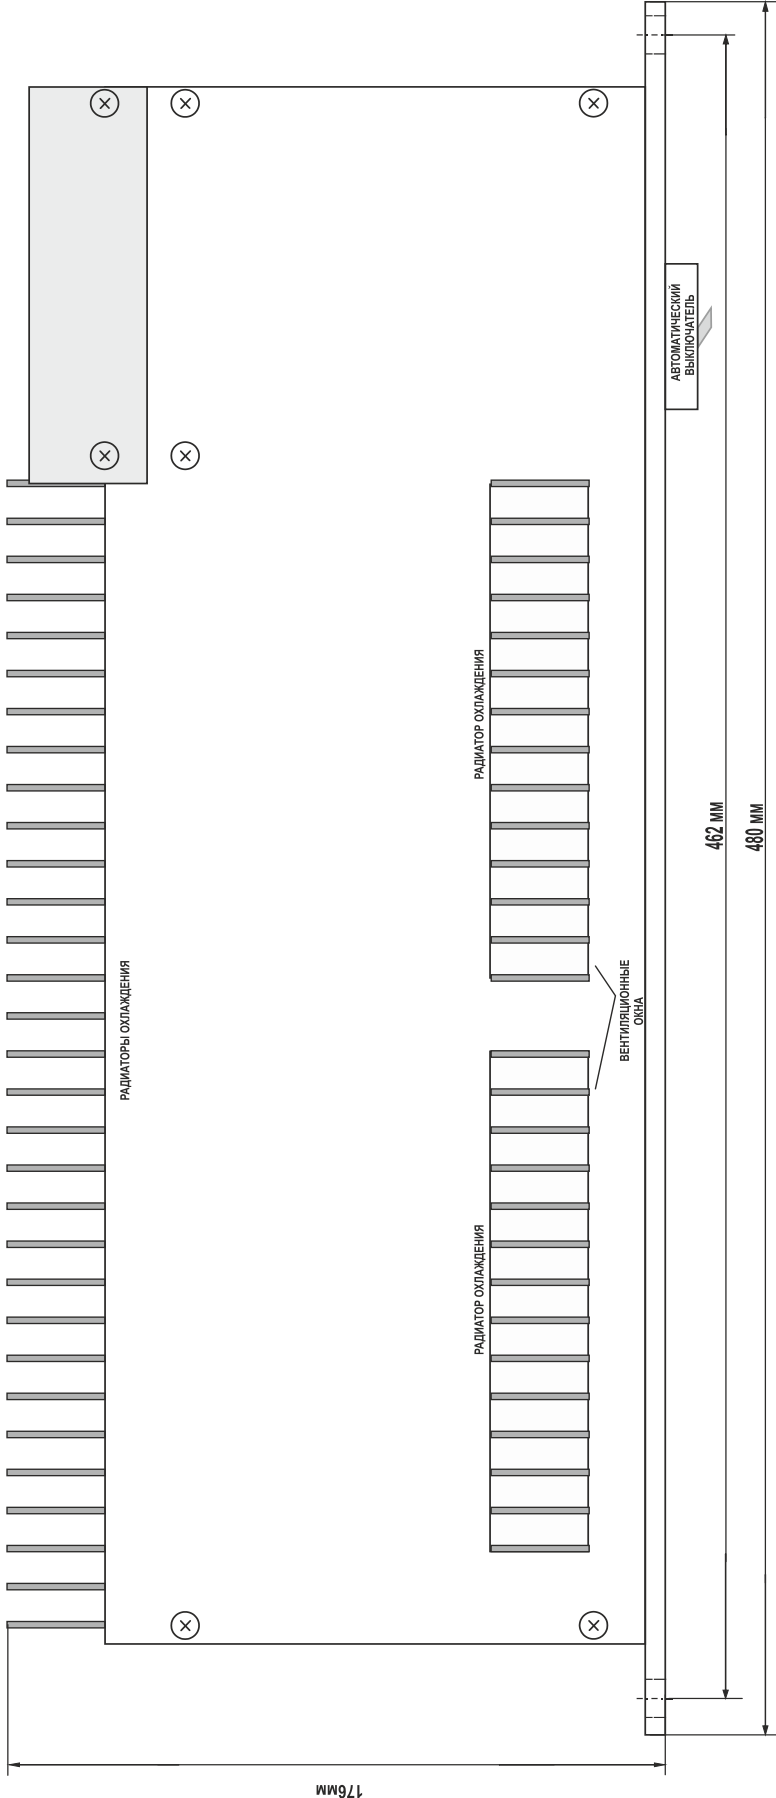 АВТОМАТИЧЕСКИЙ
ВЫКЛЮЧАТЕЛЬ
РАДИАТОР ОХЛАЖДЕНИЯ
462 мм
480 мм
РАДИАТОРЫ ОХЛАЖДЕНИЯ
ВЕНТИЛЯЦИОННЫЕ
ОКНА
РАДИАТОР ОХЛАЖДЕНИЯ
176мм